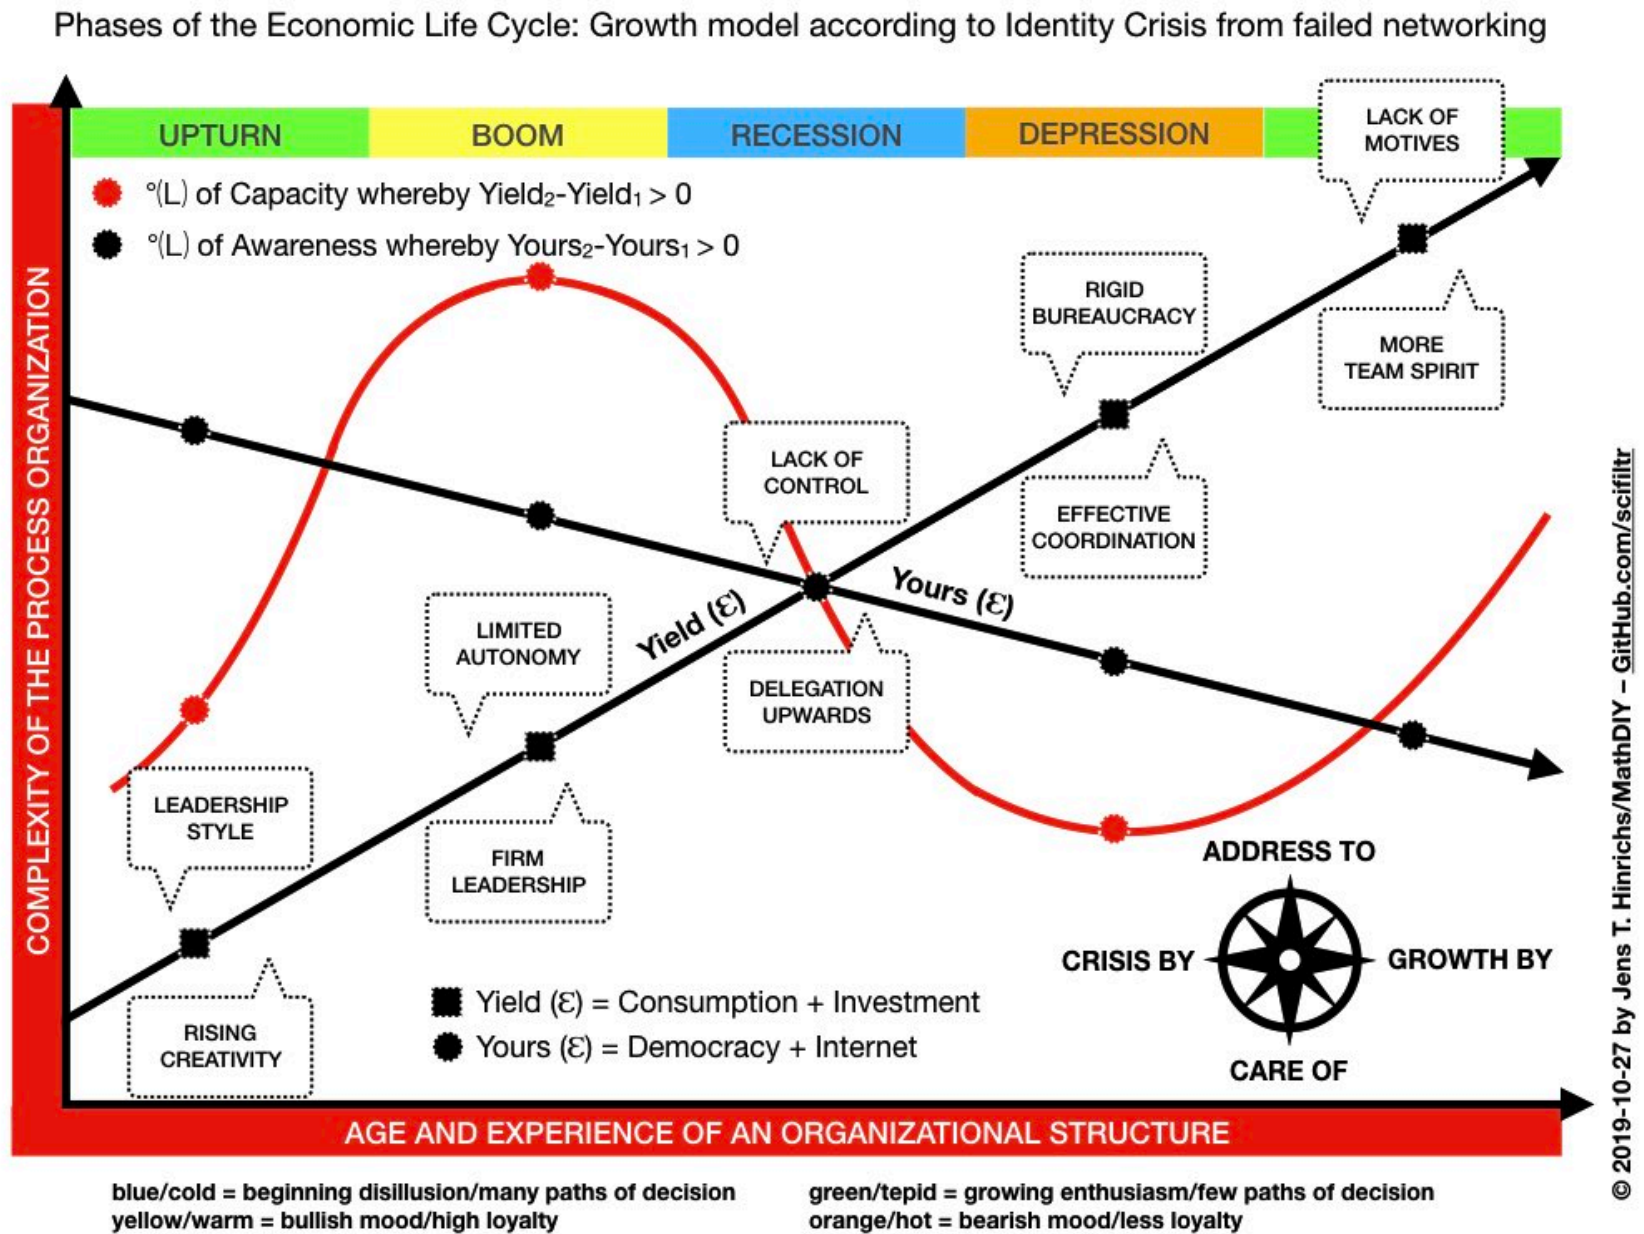 Phases of the Economic Life Cycle: Growth model according to Identity Crisis from failed networking
UPTURN
BOOM
RECESSION
DEPRESSION
LACK OF
MOTIVES
°(L) of Capacity whereby Yield₂-Yield₁ > 0
°(L) of Awareness whereby Yours₂-Yours₁ > 0
RIGID
BUREAUCRACY
MORE
TEAM SPIRIT
LACK OF
CONTROL
EFFECTIVE
COORDINATION
Yield (Ɛ)
Yours (Ɛ)
LIMITED
AUTONOMY
DELEGATION
UPWARDS
LEADERSHIP
STYLE
FIRM
LEADERSHIP
RISING
CREATIVITY
ADDRESS TO
CRISIS BY
GROWTH BY
CARE OF
Yield (Ɛ) = Consumption + Investment
Yours (Ɛ) = Democracy + Internet
COMPLEXITY OF THE PROCESS ORGANIZATION
AGE AND EXPERIENCE OF AN ORGANIZATIONAL STRUCTURE
blue/cold = beginning disillusion/many paths of decision
yellow/warm = bullish mood/high loyalty
green/tepid = growing enthusiasm/few paths of decision
orange/hot = bearish mood/less loyalty
© 2019-10-27 by Jens T. Hinrichs/MathDIY – GitHub.com/scifiltr